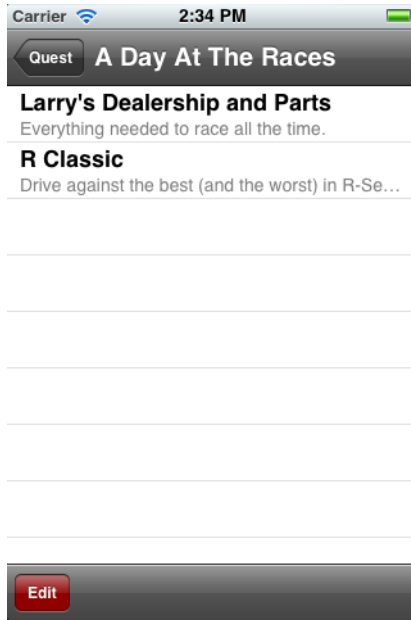 Carrier 2:34 PM
Quest A Day At The Races
Larry's Dealership and Parts
Everything needed to race all the time.
R Classic
Drive against the best (and the worst) in R-Se...
Edit